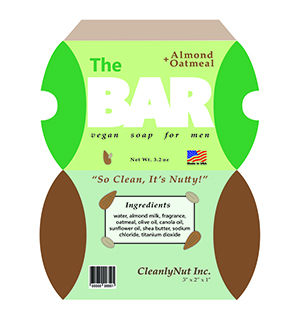 Almond
+Oatmeal
The
BAR
vegan soap for men
Net Wt. 3.2 oz
Made in USA
"So Clean, It's Nutty!"
Ingredients
water, almond milk, fragrance,
oatmeal, olive oil, canola oil,
sunflower oil, shea butter, sodium
chloride, titanium dioxide
CleanlyNut Inc.
3" x 2" x 1"